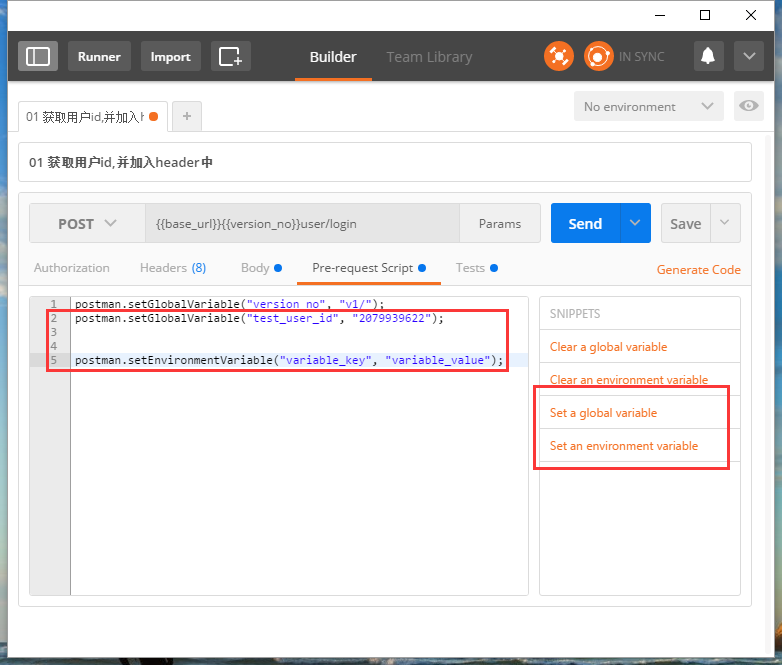 Runner
Import
Builder
Team Library
IN SYNC
01 获取用户id,并加入h
+
No environment
01 获取用户id,并加入header中
POST
{{base_url}}{{version_no}}user/login
Params
Send
Save
Authorization
Headers (8)
Body
Pre-request Script
Tests
Generate Code
1 postman.setGlobalVariable("version_no", "v1/");
2 postman.setGlobalVariable("test_user_id", "2079939622");
3
4
5 postman.setEnvironmentVariable("variable_key", "variable_value");
SNIPPETS
Clear a global variable
Clear an environment variable
Set a global variable
Set an environment variable